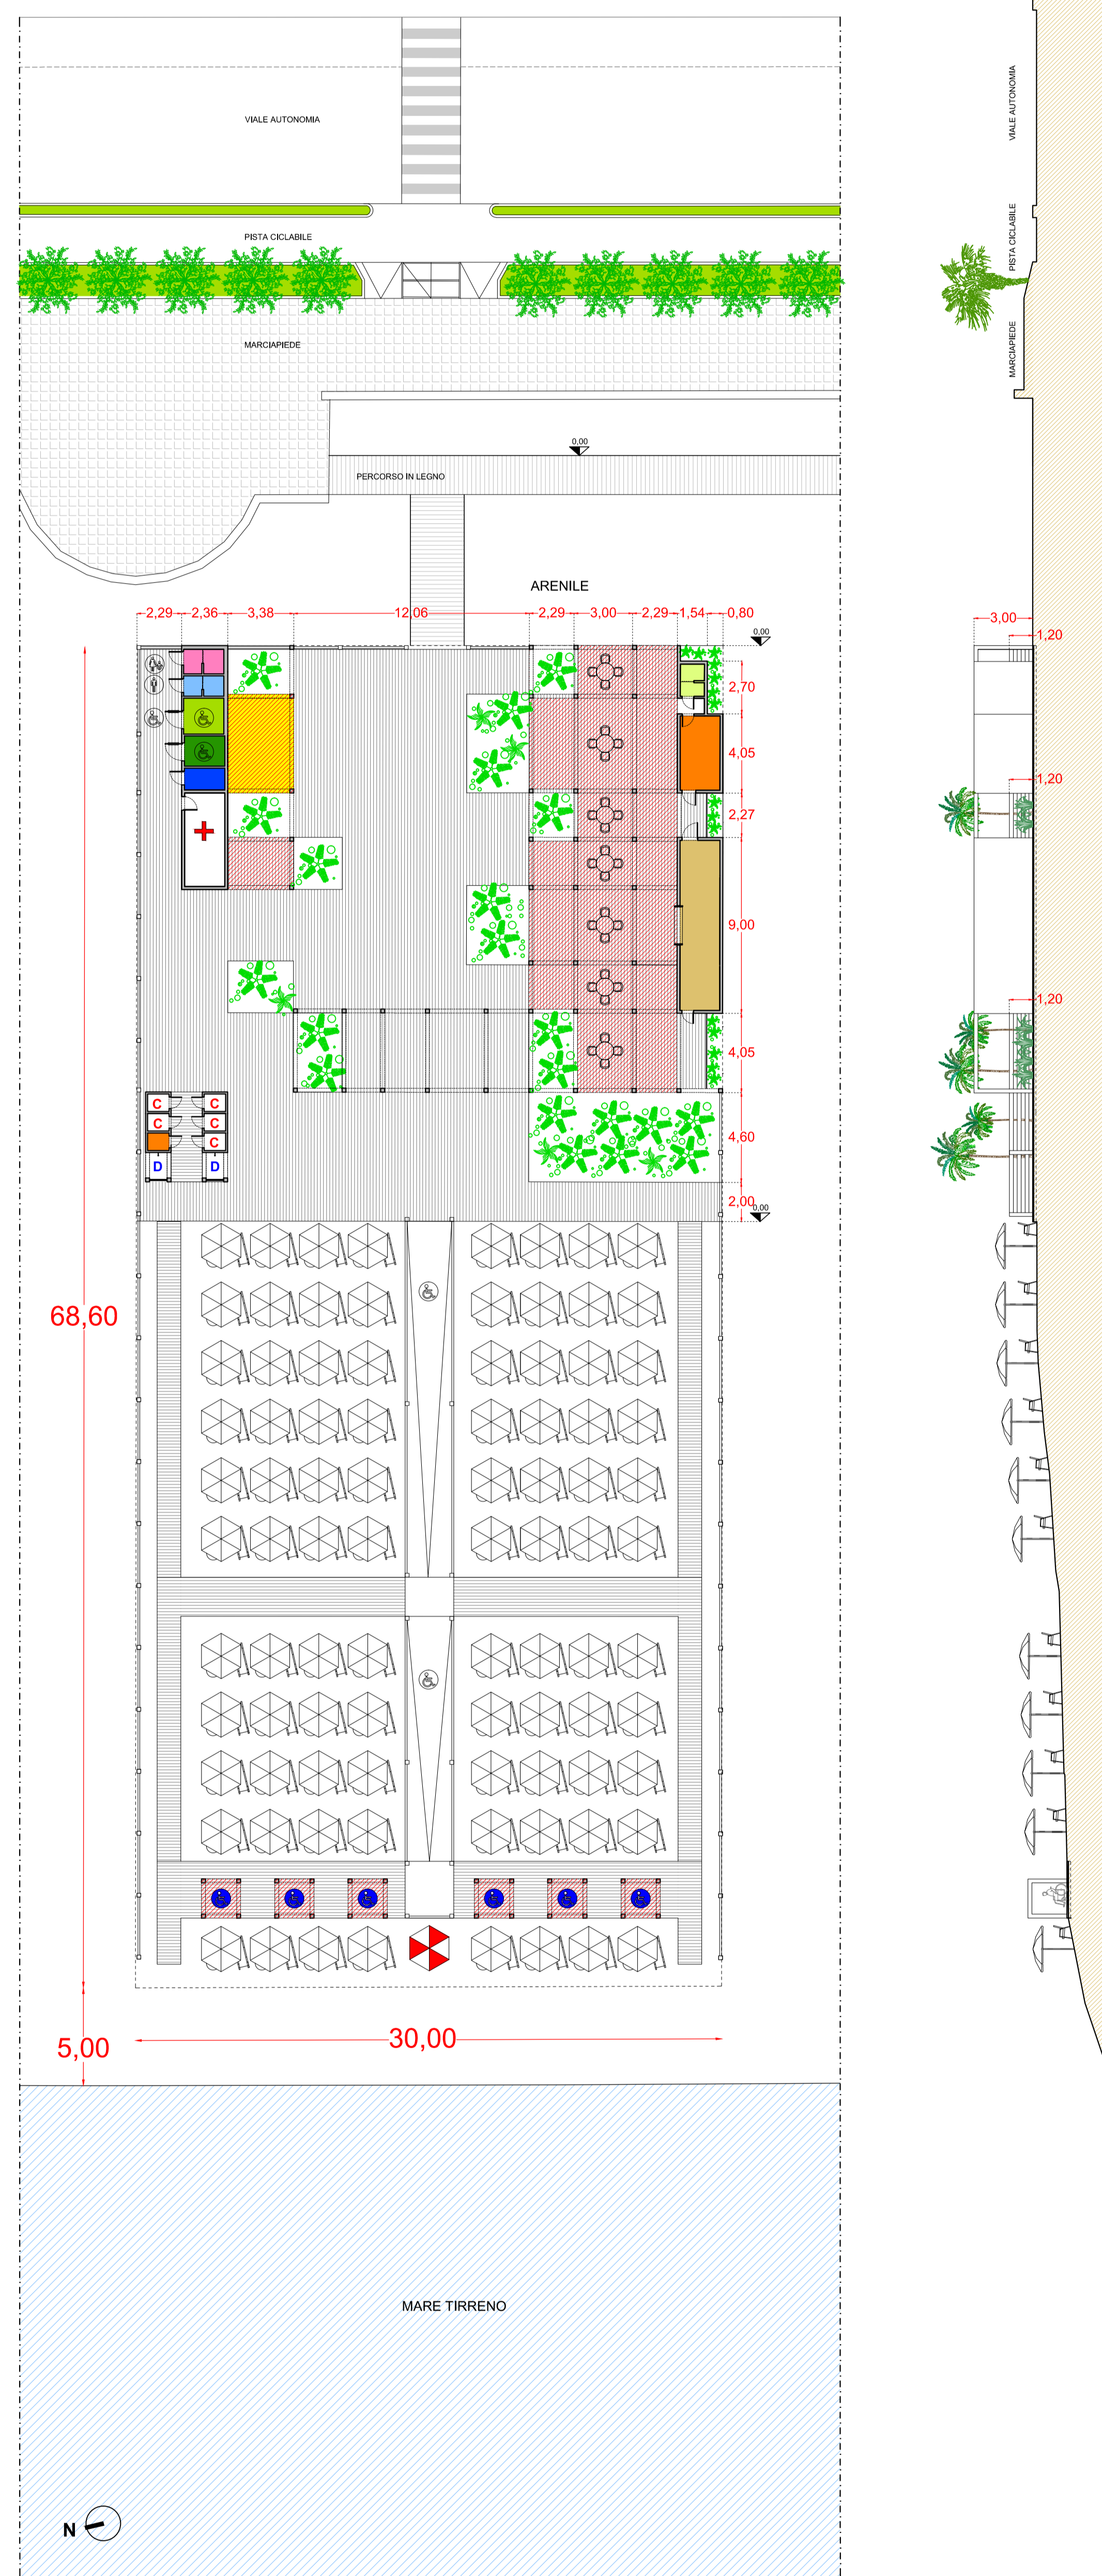 VIALE AUTONOMIA
VIALE AUTONOMIA
PISTA CICLABILE
PISTA CICLABILE
MARCIAPIEDE
MARCIAPIEDE
0,00
PERCORSO IN LEGNO
ARENILE
2,29
2,36
3,38
12,06
2,29
3,00
2,29
1,54
0,80
3,00
0,00
1,20
2,70
4,05
1,20
2,27
9,00
1,20
4,05
C
C
C
C
C
4,60
D
D
2,00
0,00
68,60
30,00
5,00
MARE TIRRENO
N